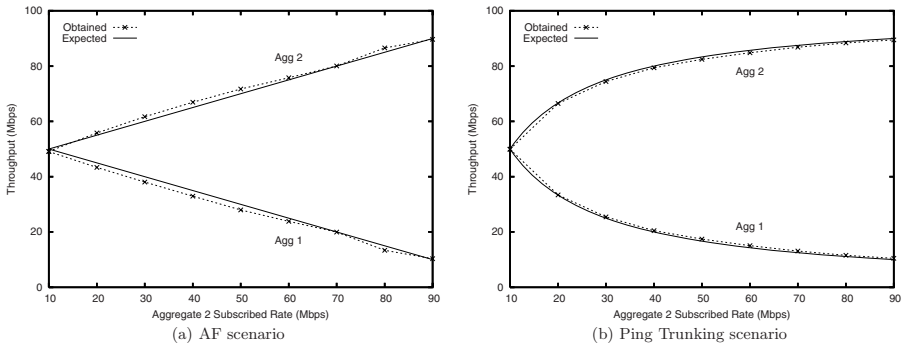 100
80
60
40
20
0
Throughput (Mbps)
Obtained
Expected
Agg 2
Agg 1
10 20 30 40 50 60 70 80 90
Aggregate 2 Subscribed Rate (Mbps)
(a) AF scenario
100
80
60
40
20
0
Throughput (Mbps)
Obtained
Expected
Agg 2
Agg 1
10 20 30 40 50 60 70 80 90
Aggregate 2 Subscribed Rate (Mbps)
(b) Ping Trunking scenario